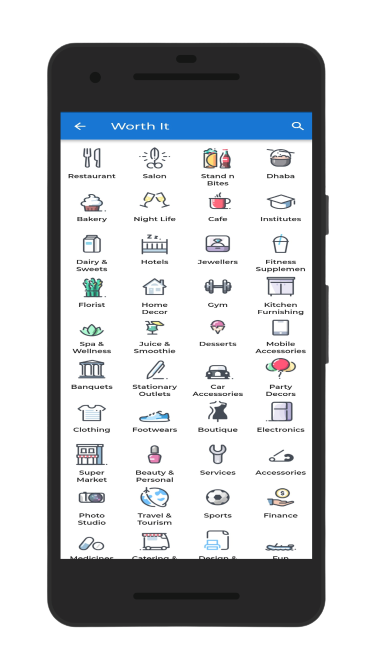 Worth It
Restaurant Salon Stand n Bites Dhaba
Bakery Night Life Cafe Institutes
Dairy & Sweets Hotels Jewellers Fitness Supplemen
Florist Home Decor Gym Kitchen Furnishing
Spa & Wellness Juice & Smoothie Desserts Mobile Accessories
Banquets Stationary Outlets Car Accessories Party Decors
Clothing Footwears Boutique Electronics
Super Market Beauty & Personal Services Accessories
Photo Studio Travel & Tourism Sports Finance
Medicines Catering & Design & Fun